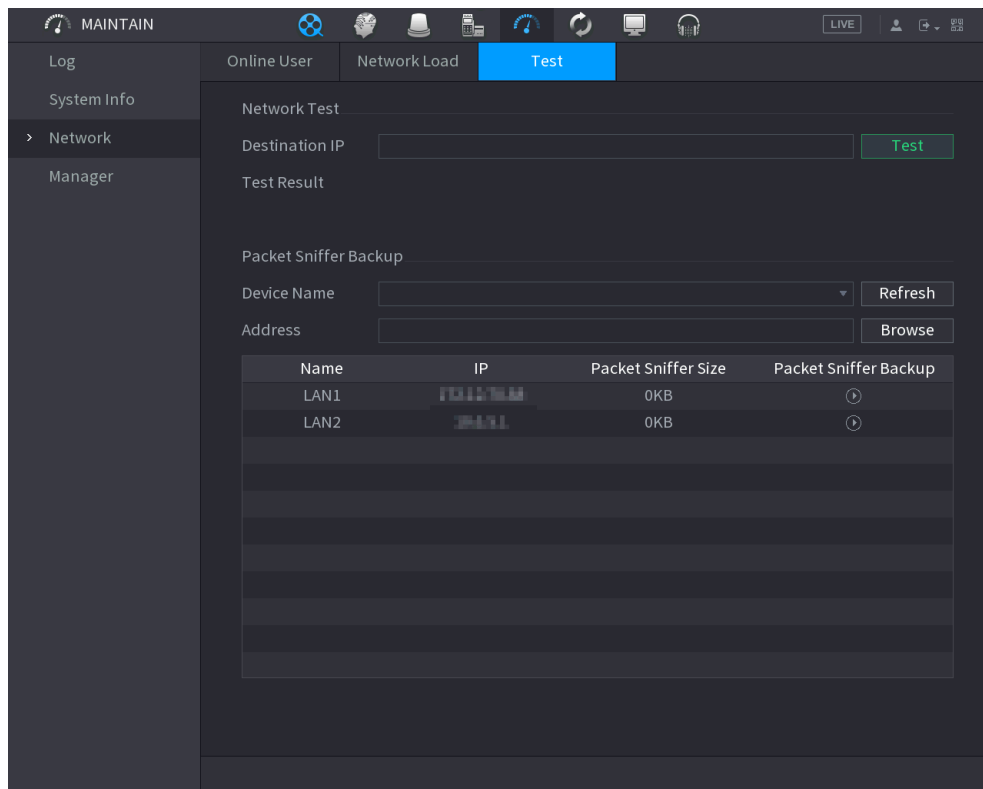 MAINTAIN LIVE
Log
System Info
Network
Manager
Online User Network Load Test
Network Test
Destination IP Test
Test Result
Packet Sniffer Backup
Device Name Refresh
Address Browse
Name IP Packet Sniffer Size Packet Sniffer Backup
LAN1 0KB
LAN2 0KB